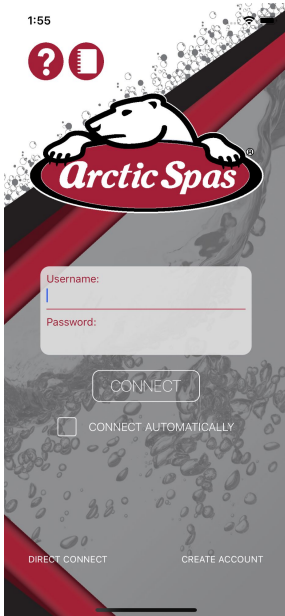 1:55
?
Arctic Spas®
Username:
Password:
CONNECT
CONNECT AUTOMATICALLY
DIRECT CONNECT
CREATE ACCOUNT